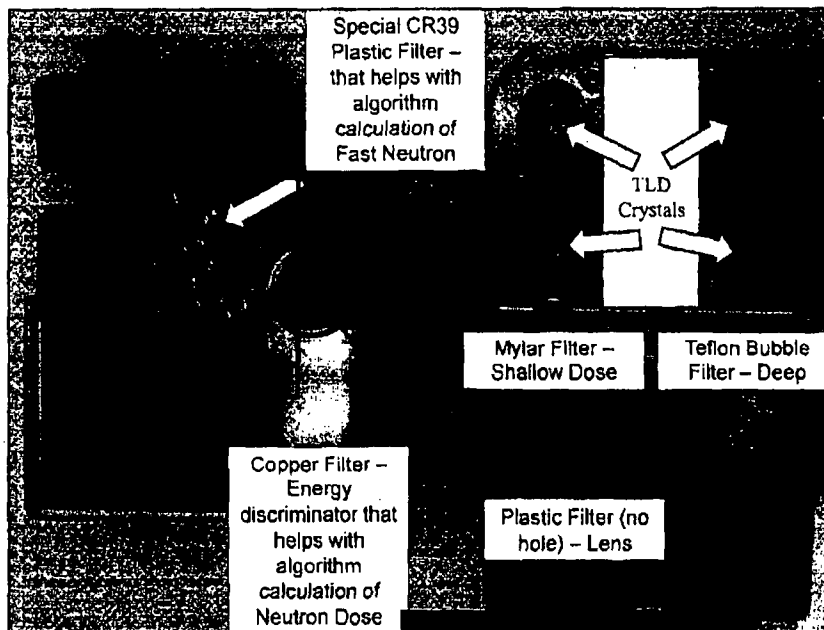 Special CR39
Plastic Filter –
that helps with
algorithm
calculation of
Fast Neutron
TLD
Crystals
Mylar Filter –
Shallow Dose
Teflon Bubble
Filter – Deep
Copper Filter –
Energy
discriminator that
helps with
algorithm
calculation of
Neutron Dose
Plastic Filter (no
hole) – Lens